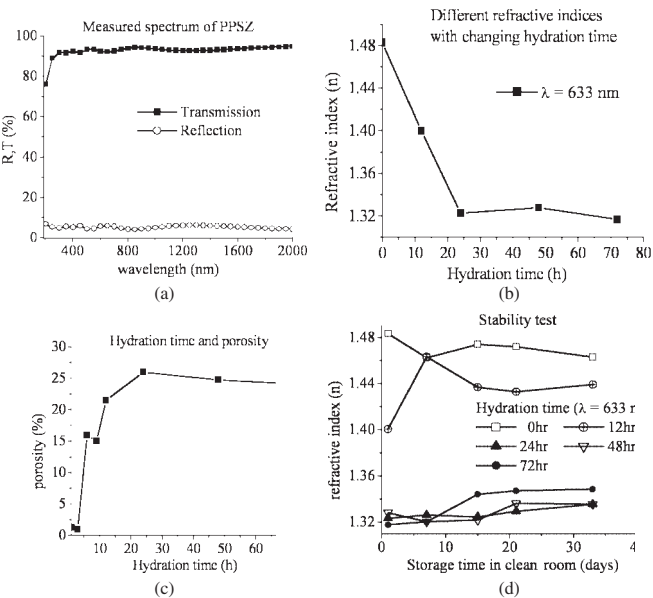 Measured spectrum of PPSZ
100
80
60
40
20
0
R,T (%)
Transmission
Reflection
400
800
1200
1600
2000
wavelength (nm)
(a)
Different refractive indices
with changing hydration time
1.48
1.44
1.40
1.36
1.32
Refractive index (n)
λ = 633 nm
0
10
20
30
40
50
60
70
80
Hydration time (h)
(b)
Hydration time and porosity
30
25
20
15
10
5
0
porosity (%)
10
20
30
40
50
60
Hydration time (h)
(c)
Stability test
1.48
1.44
1.40
1.36
1.32
refractive index (n)
Hydration time (λ = 633 r
0hr
12hr
24hr
48hr
72hr
0
10
20
30
4
Storage time in clean room (days)
(d)